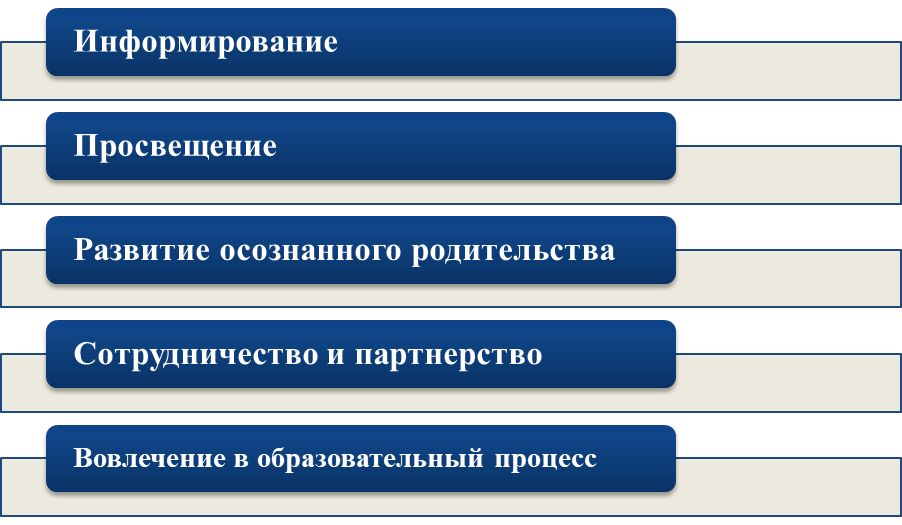 Информирование
Просвещение
Развитие осознанного родительства
Сотрудничество и партнерство
Вовлечение в образовательный процесс